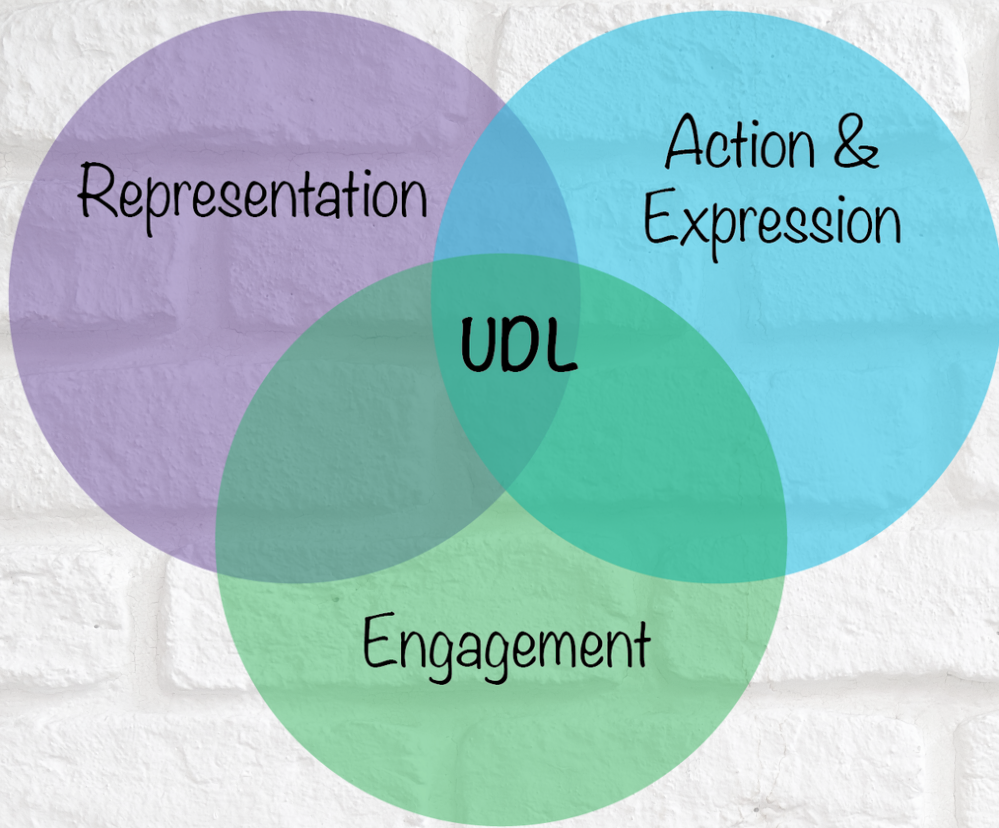 Representation
Action &
Expression
UDL
Engagement